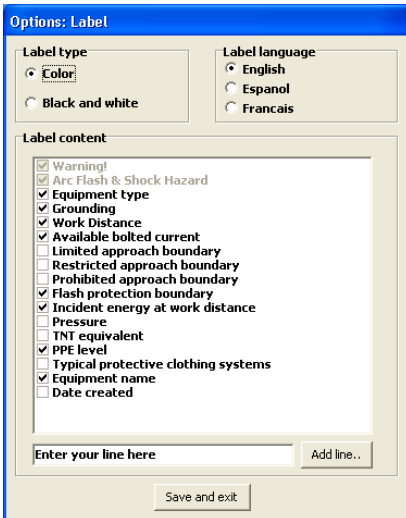 Options: Label
Label type
Color
Black and white
Label language
English
Espanol
Francais
Label content
Warning!
Arc Flash & Shock Hazard
Equipment type
Grounding
Work Distance
Available bolted current
Limited approach boundary
Restricted approach boundary
Prohibited approach boundary
Flash protection boundary
Incident energy at work distance
Pressure
TNT equivalent
PPE level
Typical protective clothing systems
Equipment name
Date created
Enter your line here
Add line..
Save and exit